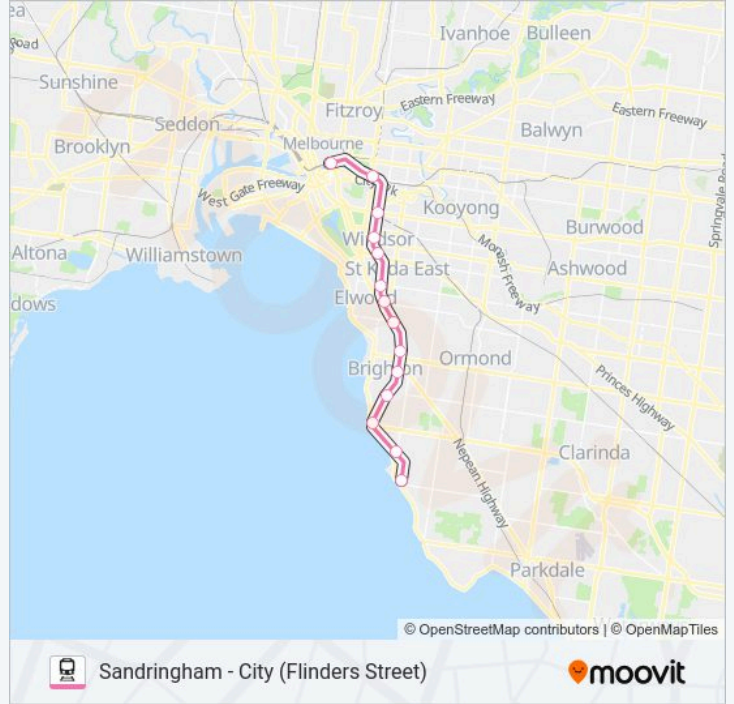 ea
Road
Ivanhoe
Bulleen
Sunshine
Eastern Freeway
Fitzroy
Eastern Freeway
Seddon
Balwyn
Melbourne
Brooklyn
West Gate Freeway
Kooyong
Springvale Road
Burwood
Altona
Williamstown
Windsor
Monash Freeway
St Kilda East
Ashwood
dows
Elwood
Ormond
Brighton
Princes Highway
Nepean Highway
Clarinda
Parkdale
© OpenStreetMap contributors | © OpenMapTiles
Sandringham - City (Flinders Street)
moovit